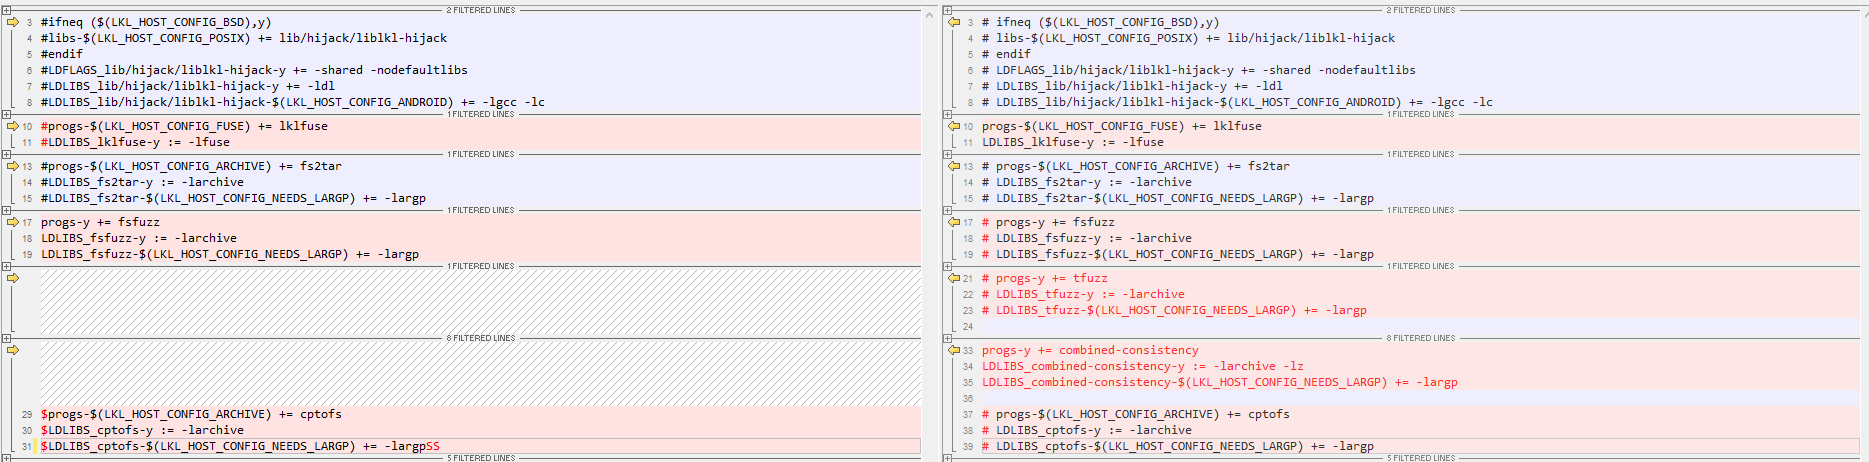 2 FILTERED LINES
3 #ifneq ($(LKL_HOST_CONFIG_BSD),y)
4 #libs-$(LKL_HOST_CONFIG_POSIX) += lib/hijack/liblkl-hijack
5 #endif
6 #LDFLAGS_lib/hijack/liblkl-hijack-y += -shared -nodefaultlibs
7 #LDLIBS_lib/hijack/liblkl-hijack-y += -ldl
8 #LDLIBS_lib/hijack/liblkl-hijack-$(LKL_HOST_CONFIG_ANDROID) += -lgcc -lc
1 FILTERED LINES
10 #progs-$(LKL_HOST_CONFIG_FUSE) += lklfuse
11 #LDLIBS_lklfuse-y := -lfuse
1 FILTERED LINES
13 #progs-$(LKL_HOST_CONFIG_ARCHIVE) += fs2tar
14 #LDLIBS_fs2tar-y := -larchive
15 #LDLIBS_fs2tar-$(LKL_HOST_CONFIG_NEEDS_LARGP) += -largp
1 FILTERED LINES
17 progs-y += fsfuzz
18 LDLIBS_fsfuzz-y := -larchive
19 LDLIBS_fsfuzz-$(LKL_HOST_CONFIG_NEEDS_LARGP) += -largp
1 FILTERED LINES
8 FILTERED LINES
29 $progs-$(LKL_HOST_CONFIG_ARCHIVE) += cptofs
30 $LDLIBS_cptofs-y := -larchive
31 $LDLIBS_cptofs-$(LKL_HOST_CONFIG_NEEDS_LARGP) += -largpSS
5 FILTERED LINES
2 FILTERED LINES
3 # ifneq ($(LKL_HOST_CONFIG_BSD),y)
4 # libs-$(LKL_HOST_CONFIG_POSIX) += lib/hijack/liblkl-hijack
5 # endif
6 # LDFLAGS_lib/hijack/liblkl-hijack-y += -shared -nodefaultlibs
7 # LDLIBS_lib/hijack/liblkl-hijack-y += -ldl
8 # LDLIBS_lib/hijack/liblkl-hijack-$(LKL_HOST_CONFIG_ANDROID) += -lgcc -lc
1 FILTERED LINES
10 progs-$(LKL_HOST_CONFIG_FUSE) += lklfuse
11 LDLIBS_lklfuse-y := -lfuse
1 FILTERED LINES
13 # progs-$(LKL_HOST_CONFIG_ARCHIVE) += fs2tar
14 # LDLIBS_fs2tar-y := -larchive
15 # LDLIBS_fs2tar-$(LKL_HOST_CONFIG_NEEDS_LARGP) += -largp
1 FILTERED LINES
17 # progs-y += fsfuzz
18 # LDLIBS_fsfuzz-y := -larchive
19 # LDLIBS_fsfuzz-$(LKL_HOST_CONFIG_NEEDS_LARGP) += -largp
1 FILTERED LINES
21 # progs-y += tfuzz
22 # LDLIBS_tfuzz-y := -larchive
23 # LDLIBS_tfuzz-$(LKL_HOST_CONFIG_NEEDS_LARGP) += -largp
24
8 FILTERED LINES
33 progs-y += combined-consistency
34 LDLIBS_combined-consistency-y := -larchive -lz
35 LDLIBS_combined-consistency-$(LKL_HOST_CONFIG_NEEDS_LARGP) += -largp
36
37 # progs-$(LKL_HOST_CONFIG_ARCHIVE) += cptofs
38 # LDLIBS_cptofs-y := -larchive
39 # LDLIBS_cptofs-$(LKL_HOST_CONFIG_NEEDS_LARGP) += -largp
5 FILTERED LINES